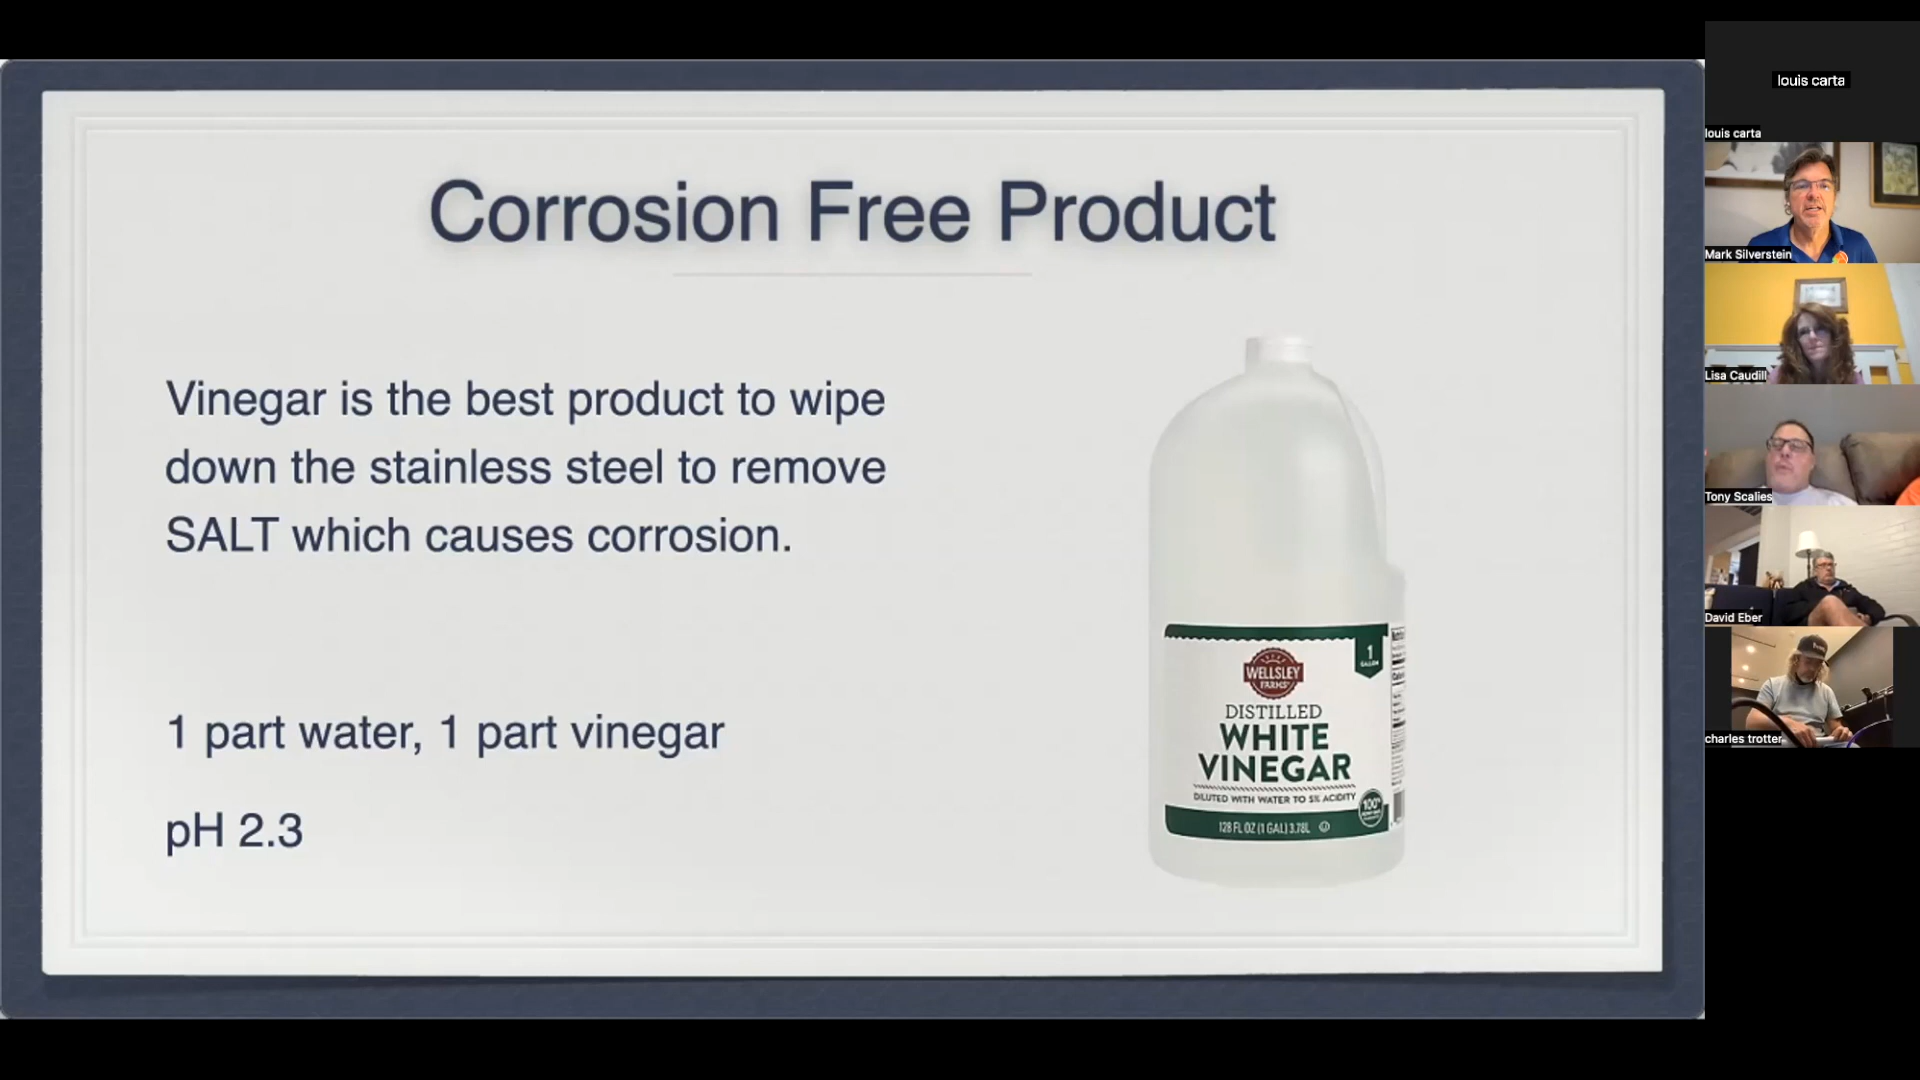 Corrosion Free Product
Vinegar is the best product to wipe
down the stainless steel to remove
SALT which causes corrosion.
1 part water, 1 part vinegar
pH 2.3
1
GALLON
WELLSLEY
FARMS
DISTILLED
WHITE
VINEGAR
DILUTED WITH WATER TO 5% ACIDITY
100%
128 FL OZ (1 GAL) 3.78L
louis carta
louis carta
Mark Silverstein
Lisa Caudill
Tony Scalies
David Eber
charles trotter